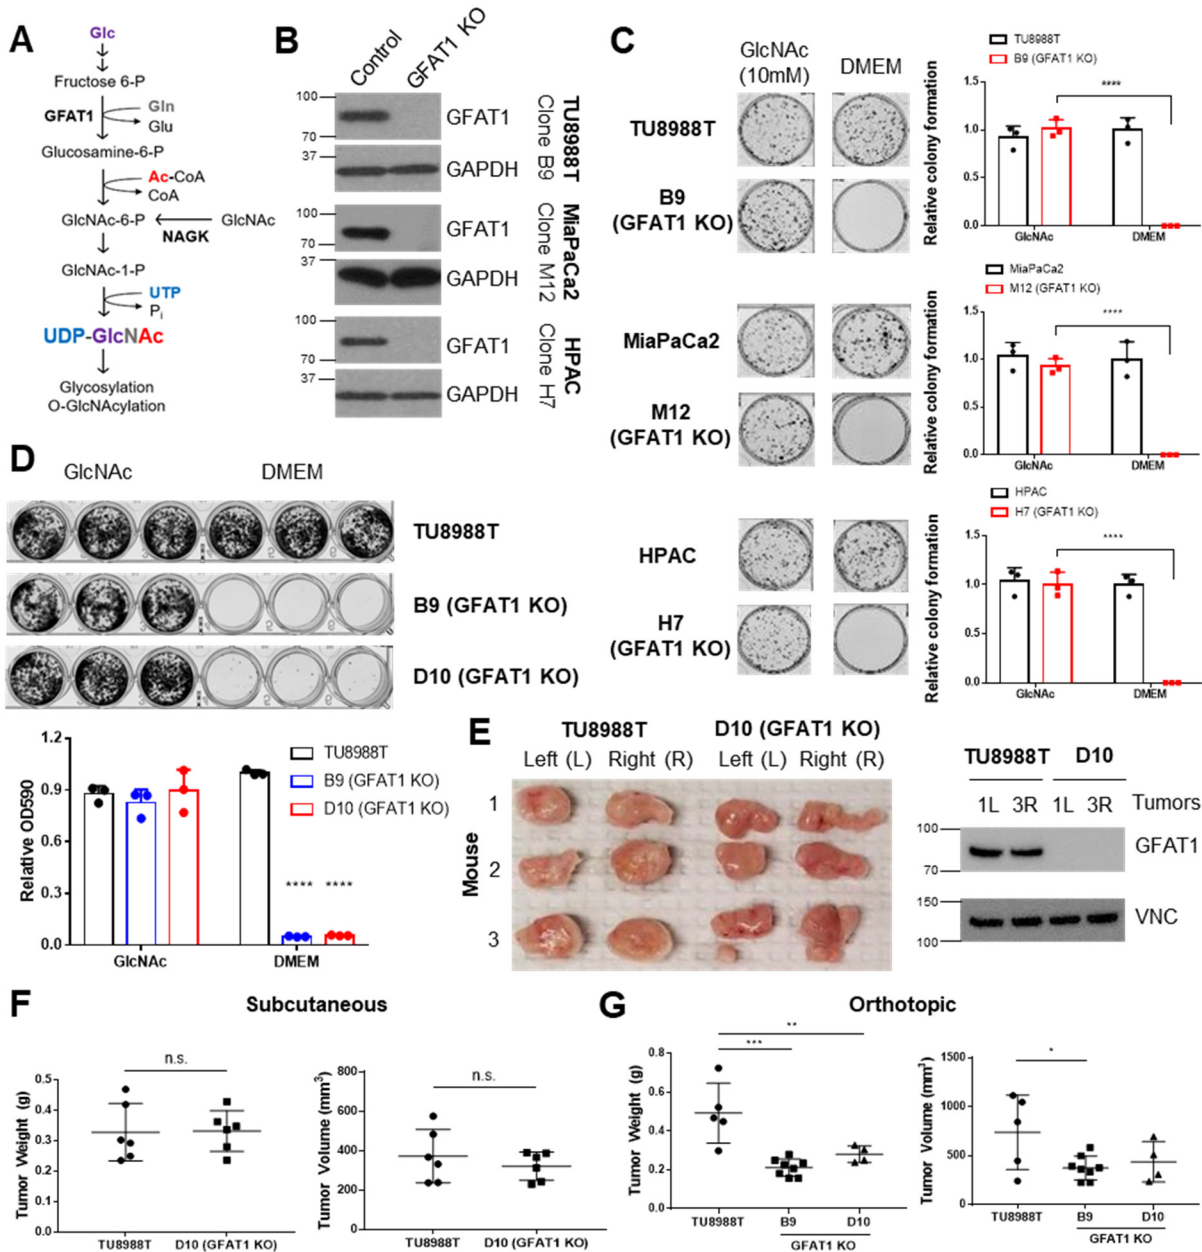 A
Glc
Fructose 6-P
GFAT1
Gln
Glu
Glucosamine-6-P
Ac-CoA
CoA
GlcNAc-6-P
GlcNAc
NAGK
GlcNAc-1-P
UTP
Pi
UDP-GlcNAc
Glycosylation
O-GlcNAcylation
B
Control
GFAT1 KO
100
70
GFAT1
37
GAPDH
TU8988T
Clone B9
100
70
GFAT1
37
GAPDH
MiaPaCa2
Clone M12
100
70
GFAT1
37
GAPDH
HPAC
Clone H7
C
GlcNAc
(10mM)
DMEM
TU8988T
B9
(GFAT1 KO)
MiaPaCa2
M12
(GFAT1 KO)
HPAC
H7
(GFAT1 KO)
TU8988T
B9 (GFAT1 KO)
Relative colony formation
1.5
1.0
0.5
0.0
****
GlcNAc
DMEM
MiaPaCa2
M12 (GFAT1 KO)
Relative colony formation
1.5
1.0
0.5
0.0
****
GlcNAc
DMEM
HPAC
H7 (GFAT1 KO)
Relative colony formation
1.5
1.0
0.5
0.0
****
GlcNAc
DMEM
D
GlcNAc
DMEM
TU8988T
B9 (GFAT1 KO)
D10 (GFAT1 KO)
Relative OD590
1.2
0.9
0.6
0.3
0.0
TU8988T
B9 (GFAT1 KO)
D10 (GFAT1 KO)
**** ****
GlcNAc
DMEM
E
TU8988T
D10 (GFAT1 KO)
Left (L) Right (R) Left (L) Right (R)
Mouse
1
2
3
TU8988T D10
1L 3R 1L 3R Tumors
100
70
GFAT1
150
100
VNC
F
Subcutaneous
Tumor Weight (g)
0.5
0.4
0.3
0.2
0.1
0.0
n.s.
TU8988T
D10 (GFAT1 KO)
Tumor Volume (mm3)
800
600
400
200
0
n.s.
TU8988T
D10 (GFAT1 KO)
G
Orthotopic
Tumor Weight (g)
0.8
0.6
0.4
0.2
0.0
**
***
TU8988T
B9
D10
GFAT1 KO
Tumor Volume (mm3)
1500
1000
500
0
*
TU8988T
B9
D10
GFAT1 KO